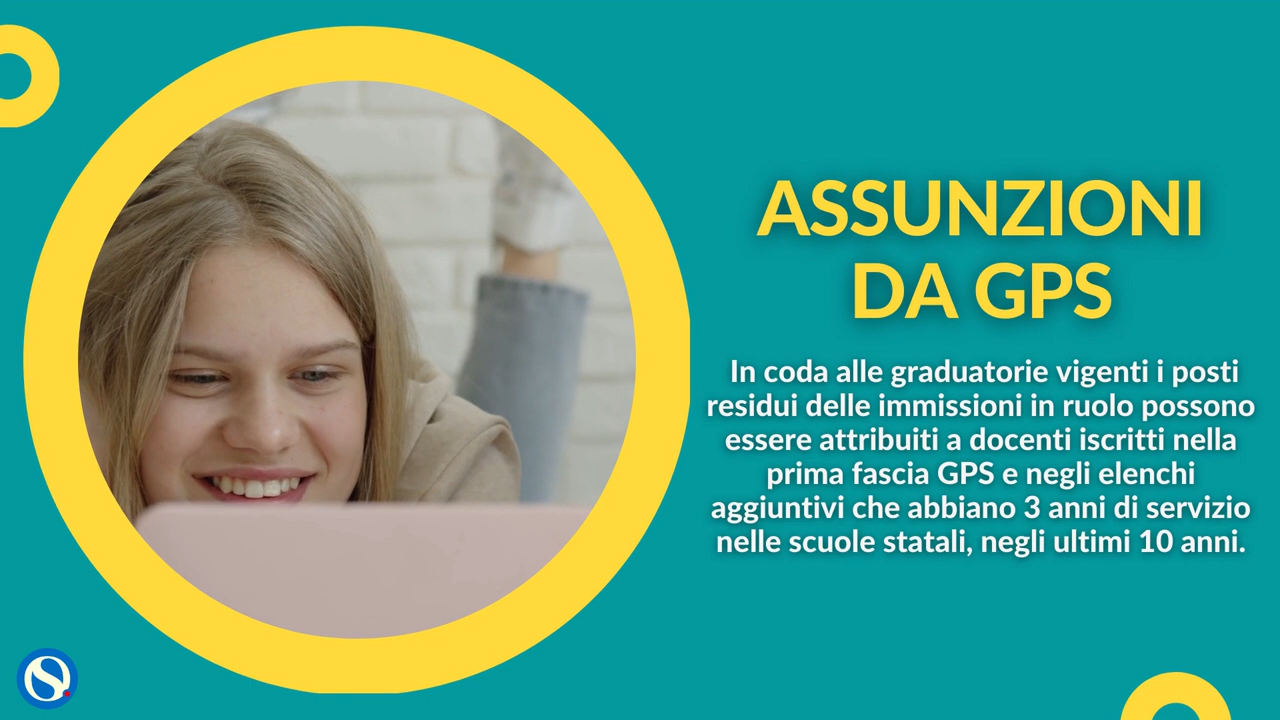 ASSUNZIONI
DA GPS
In coda alle graduatorie vigenti i posti
residui delle immissioni in ruolo possono
essere attribuiti a docenti iscritti nella
prima fascia GPS e negli elenchi
aggiuntivi che abbiano 3 anni di servizio
nelle scuole statali, negli ultimi 10 anni.
S